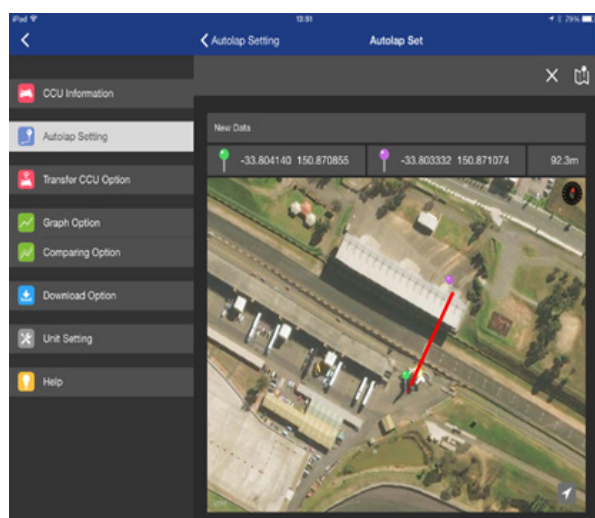 iPad
13:51
79%
Autolap Setting
Autolap Set
CCU Information
Autolap Setting
Transfer CCU Option
Graph Option
Comparing Option
Download Option
Unit Setting
Help
New Data
-33.804140 150.870855
-33.803332 150.871074
92.3m